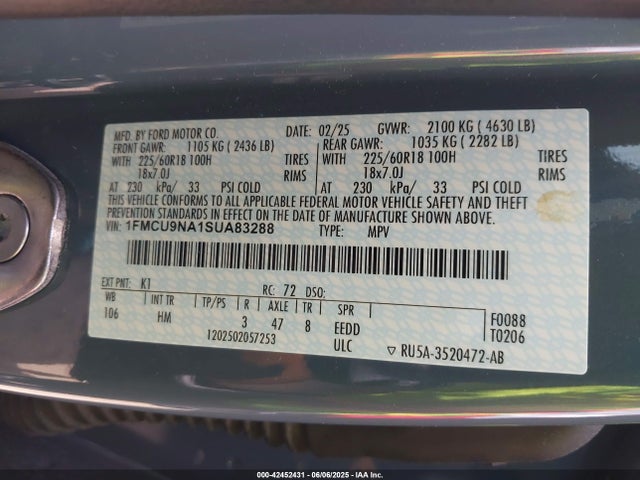 MFD. BY FORD MOTOR CO. DATE: 02/25 GVWR: 2100 KG ( 4630 LB)
FRONT GAWR: 1105 KG ( 2436 LB) REAR GAWR: 1035 KG ( 2282 LB)
WITH 225/60R18 100H TIRES WITH 225/60R18 100H TIRES
18x7.0J RIMS 18x7.0J RIMS
AT 230 kPa/ 33 PSI COLD AT 230 kPa/ 33 PSI COLD
THIS VEHICLE CONFORMS TO ALL APPLICABLE FEDERAL MOTOR VEHICLE SAFETY AND THEFT
PREVENTION STANDARDS IN EFFECT ON THE DATE OF MANUFACTURE SHOWN ABOVE.
VIN: 1FMCU9NA1SUA83288 TYPE: MPV
EXT PNT: K1 RC: 72 DSO:
WB INT TR TP/PS R AXLE TR SPR F0088
106 HM 3 47 8 EEDD T0206
1202502057253 ULC ▽ RU5A-3520472-AB
000-42452431 - 06/06/2025 - IAA Inc.